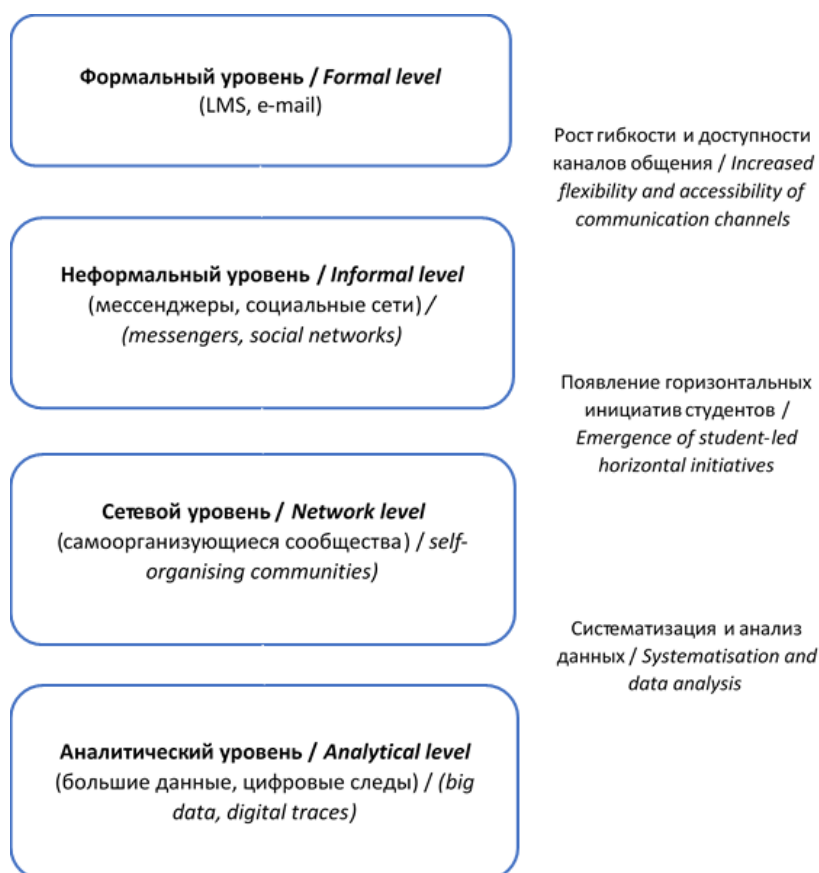 Формальный уровень / Formal level
(LMS, e-mail)
Рост гибкости и доступности
каналов общения / Increased
flexibility and accessibility of
communication channels
Неформальный уровень / Informal level
(мессенджеры, социальные сети) /
(messengers, social networks)
Появление горизонтальных
инициатив студентов /
Emergence of student-led
horizontal initiatives
Сетевой уровень / Network level
(самоорганизующиеся сообщества) / self-
organising communities)
Систематизация и анализ
данных / Systematisation and
data analysis
Аналитический уровень / Analytical level
(большие данные, цифровые следы) / (big
data, digital traces)